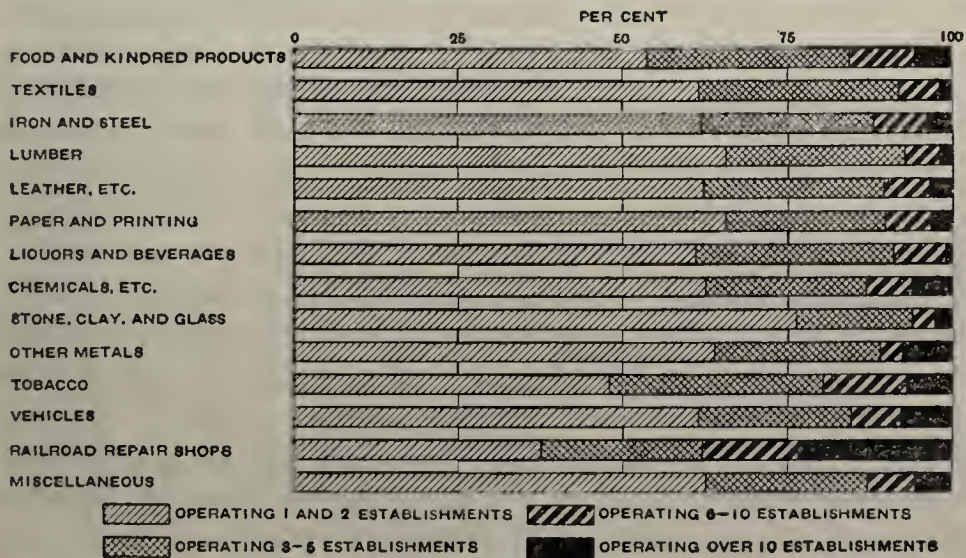 PER CENT
0 25 50 75 100
FOOD AND KINDRED PRODUCTS
TEXTILES
IRON AND STEEL
LUMBER
LEATHER, ETC.
PAPER AND PRINTING
LIQUORS AND BEVERAGES
CHEMICALS, ETC.
STONE, CLAY, AND GLASS
OTHER METALS
TOBACCO
VEHICLES
RAILROAD REPAIR SHOPS
MISCELLANEOUS
OPERATING 1 AND 2 ESTABLISHMENTS OPERATING 6-10 ESTABLISHMENTS
OPERATING 3-5 ESTABLISHMENTS OPERATING OVER 10 ESTABLISHMENTS